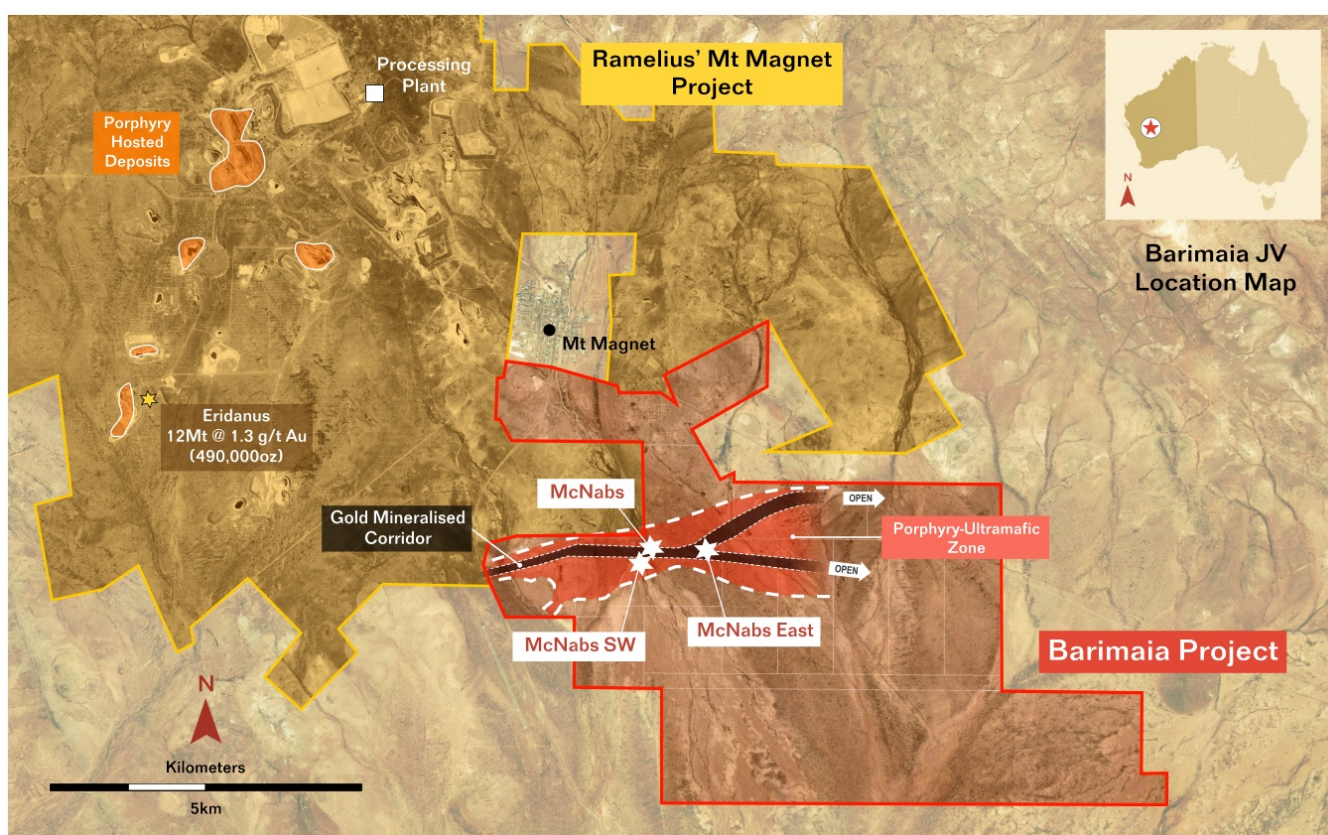 Ramelius' Mt Magnet
Project
Processing
Plant
Porphyry
Hosted
Deposits
N
Barimaia JV
Location Map
Mt Magnet
Eridanus
12Mt @ 1.3 g/t Au
(490,000oz)
McNabs
OPEN
Gold Mineralised
Corridor
Porphyry-Ultramafic
Zone
OPEN
McNabs East
McNabs SW
Barimaia Project
N
Kilometers
5km